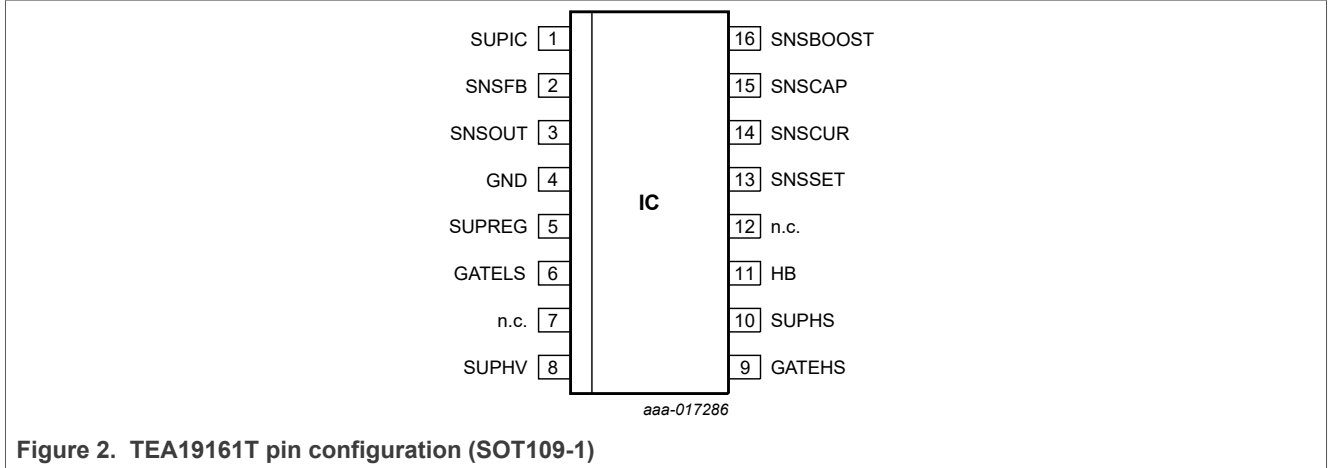 SUPIC 1
SNSFB 2
SNSOUT 3
GND 4
SUPREG 5
GATELS 6
n.c. 7
SUPHV 8
IC
16 SNSBOOST
15 SNSCAP
14 SNSCUR
13 SNSSET
12 n.c.
11 HB
10 SUPHS
9 GATEHS
aaa-017286
Figure 2. TEA19161T pin configuration (SOT109-1)